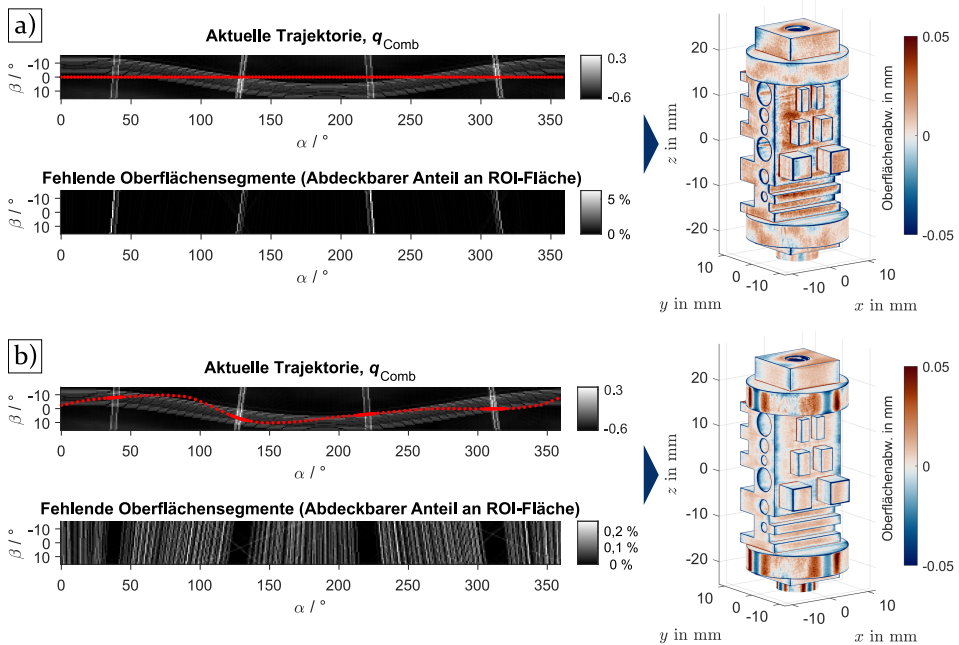 a)
Aktuelle Trajektorie, q_Comb
-10
0
10
β / °
0 50 100 150 200 250 300 350
α / °
0.3
-0.6
Fehlende Oberflächensegmente (Abdeckbarer Anteil an ROI-Fläche)
-10
0
10
β / °
0 50 100 150 200 250 300 350
α / °
5 %
0 %
20
10
0
-10
-20
z in mm
10
0
-10
y in mm
-10
0
10
x in mm
0.05
0
-0.05
Oberflächenabw. in mm
b)
Aktuelle Trajektorie, q_Comb
-10
0
10
β / °
0 50 100 150 200 250 300 350
α / °
0.3
-0.6
Fehlende Oberflächensegmente (Abdeckbarer Anteil an ROI-Fläche)
-10
0
10
β / °
0 50 100 150 200 250 300 350
α / °
0,2 %
0,1 %
0 %
20
10
0
-10
-20
z in mm
10
0
-10
y in mm
-10
0
10
x in mm
0.05
0
-0.05
Oberflächenabw. in mm